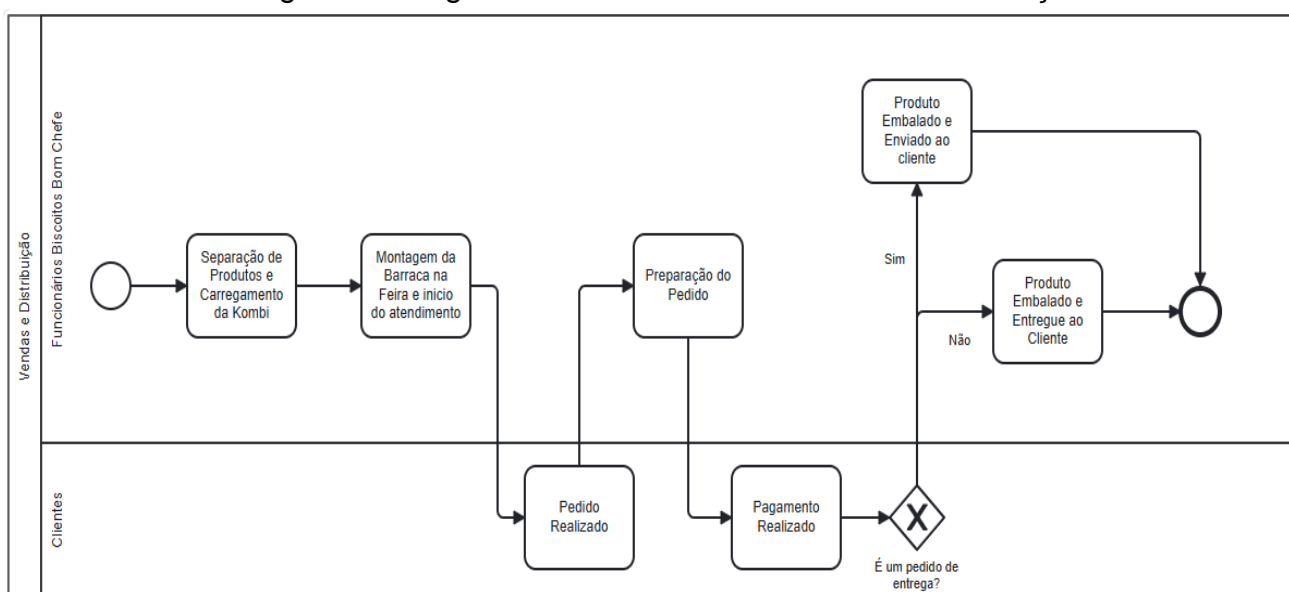 Vendas e Distribuição
Funcionários Biscoitos Bom Chefe
Separação de
Produtos e
Carregamento
da Kombi
Montagem da
Barraca na
Feira e inicio
do atendimento
Pedido
Realizado
Preparação do
Pedido
Pagamento
Realizado
É um pedido de
entrega?
Sim
Produto
Embalado e
Enviado ao
cliente
Não
Produto
Embalado e
Entregue ao
Cliente
Clientes